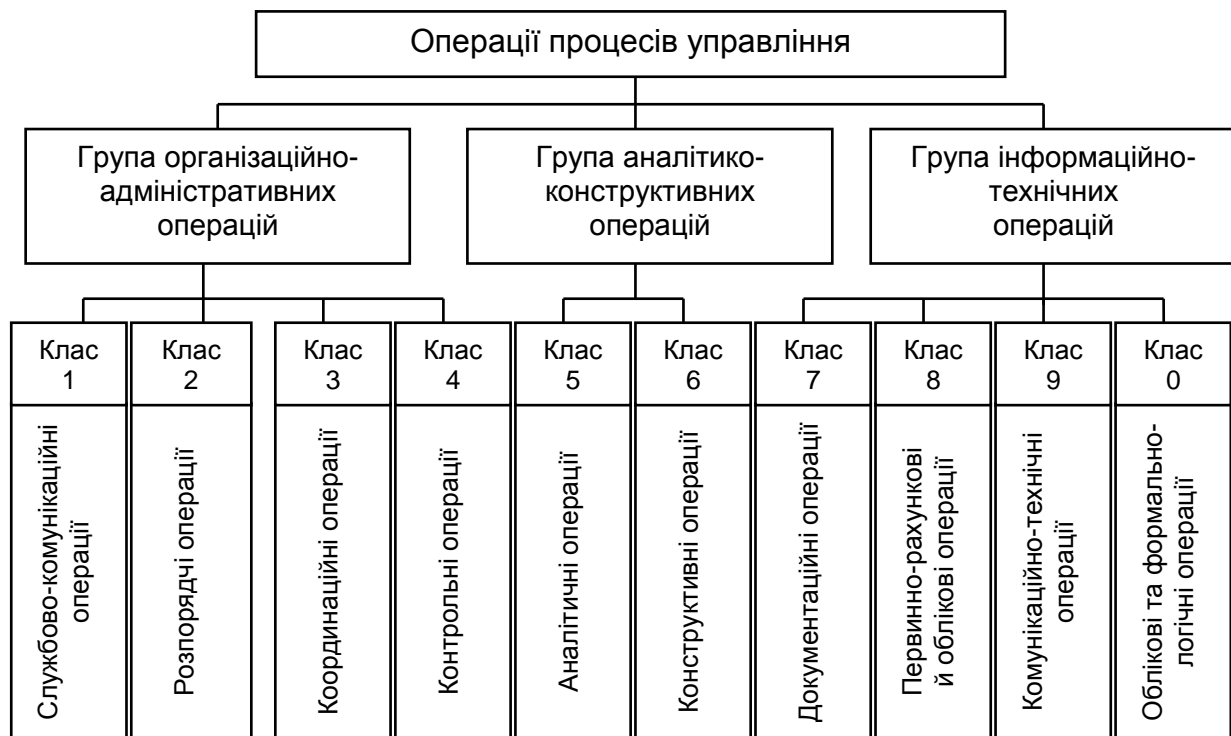 Операції процесів управління
Група організаційно-
адміністративних
операцій
Група аналітико-
конструктивних
операцій
Група інформаційно-
технічних
операцій
Клас
1
Клас
2
Клас
3
Клас
4
Клас
5
Клас
6
Клас
7
Клас
8
Клас
9
Клас
0
Службово-комунікаційні
операції
Розпорядчі операції
Координаційні операції
Контрольні операції
Аналітичні операції
Конструктивні операції
Документаційні операції
Первинно-рахункові
й облікові операції
Комунікаційно-технічні
операції
Облікові та формально-
логічні операції